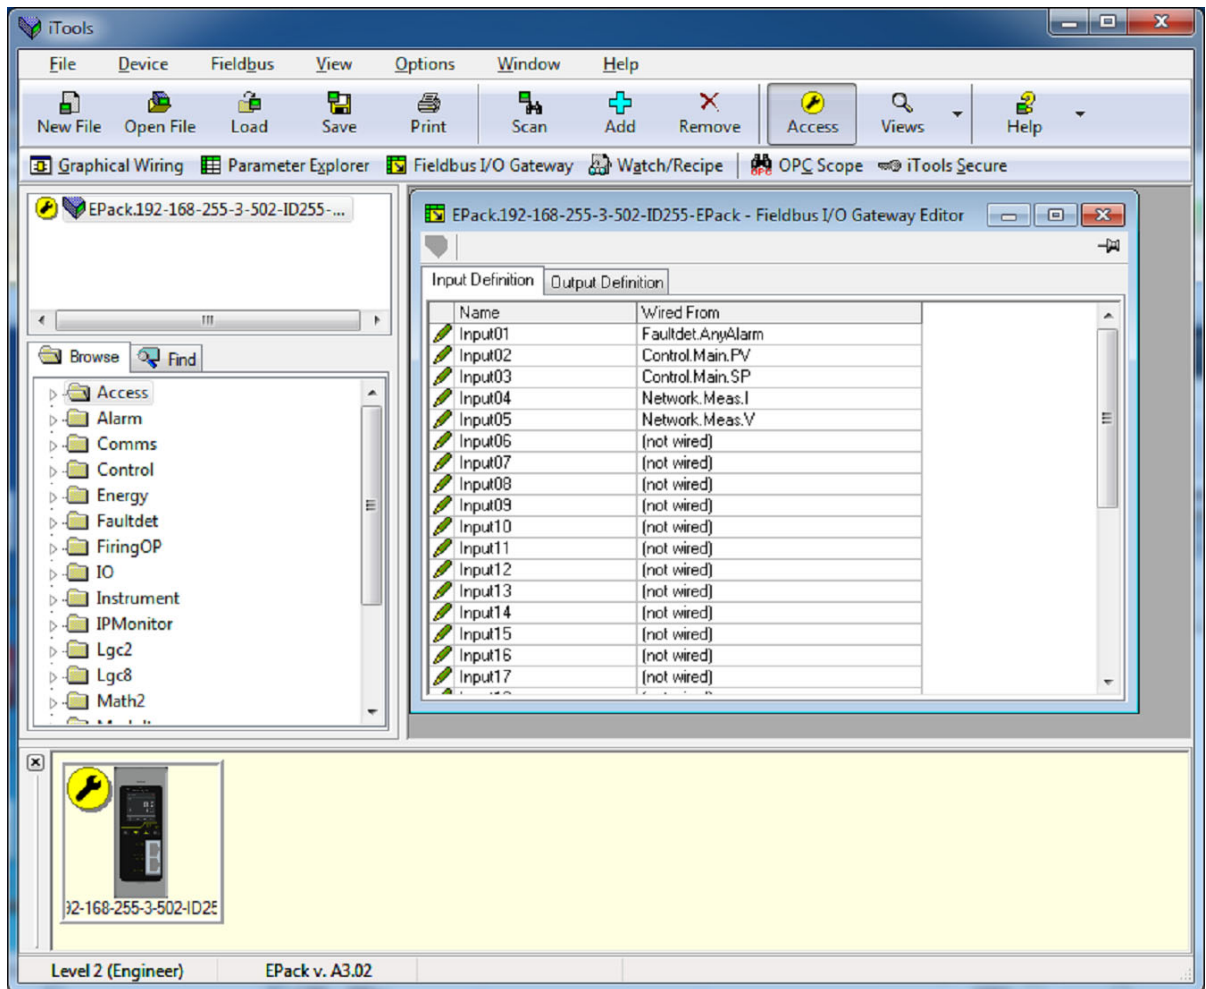 iTools
File Device Fieldbus View Options Window Help
New File Open File Load Save Print Scan Add Remove Access Views Help
Graphical Wiring Parameter Explorer Fieldbus I/O Gateway Watch/Recipe OPC Scope iTools Secure
EPack.192-168-255-3-502-ID255-...
Browse Find
Access
Alarm
Comms
Control
Energy
Faultdet
FiringOP
IO
Instrument
IPMonitor
Lgc2
Lgc8
Math2
EPack.192-168-255-3-502-ID255-EPack - Fieldbus I/O Gateway Editor
Input Definition Output Definition
Name Wired From
Input01 Faultdet.AnyAlarm
Input02 Control.Main.PV
Input03 Control.Main.SP
Input04 Network.Meas.I
Input05 Network.Meas.V
Input06 (not wired)
Input07 (not wired)
Input08 (not wired)
Input09 (not wired)
Input10 (not wired)
Input11 (not wired)
Input12 (not wired)
Input13 (not wired)
Input14 (not wired)
Input15 (not wired)
Input16 (not wired)
Input17 (not wired)
92-168-255-3-502-ID25
Level 2 (Engineer) EPack v. A3.02